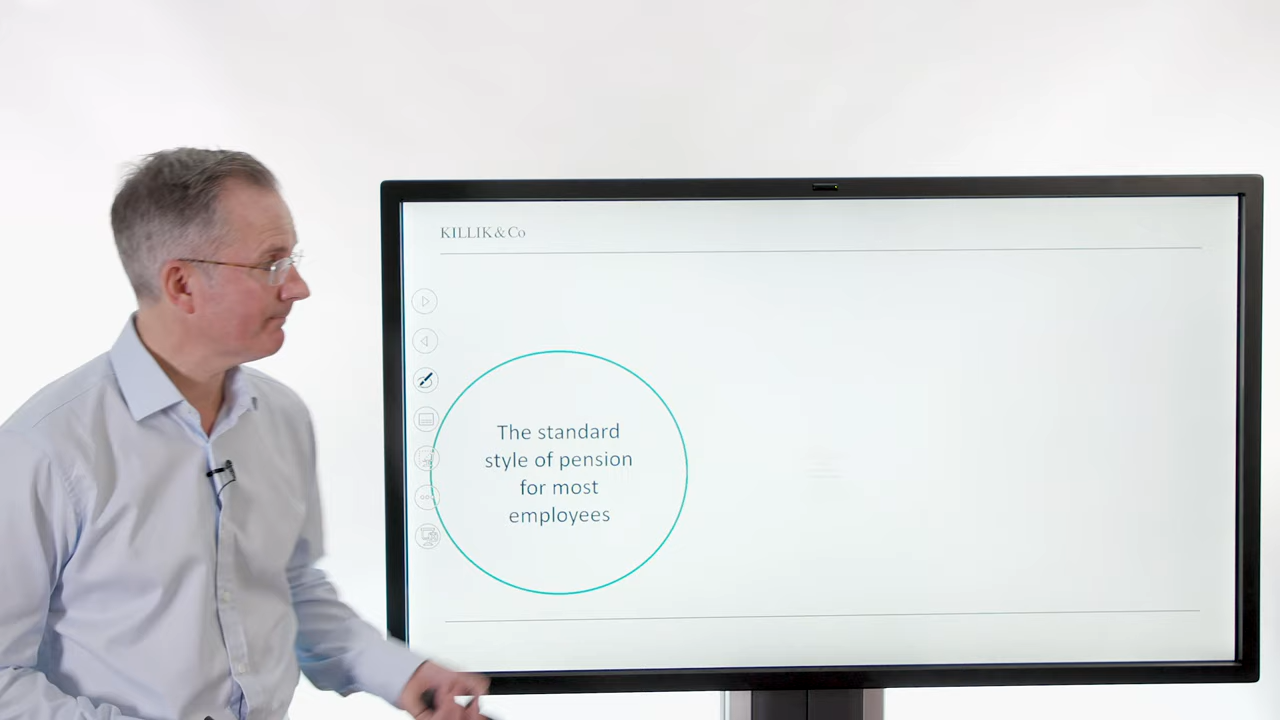 KILLIK & Co
The standard
style of pension
for most
employees